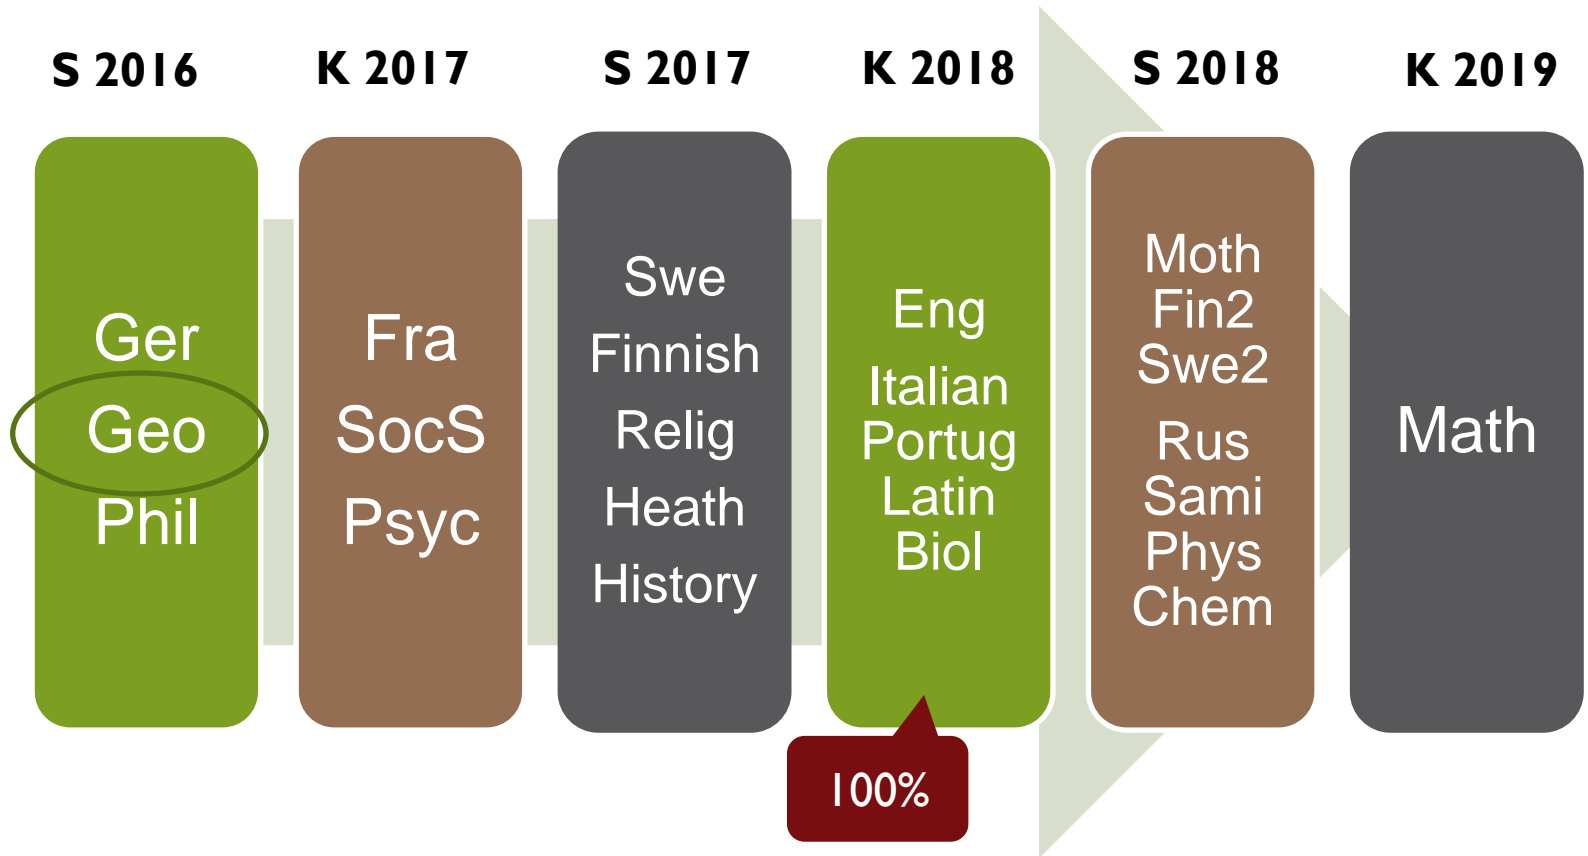 S 2016
K 2017
S 2017
K 2018
S 2018
K 2019
Ger
Geo
Phil
Fra
SocS
Psyc
Swe
Finnish
Relig
Heath
History
Eng
Italian
Portug
Latin
Biol
Moth
Fin2
Swe2
Rus
Sami
Phys
Chem
Math
100%